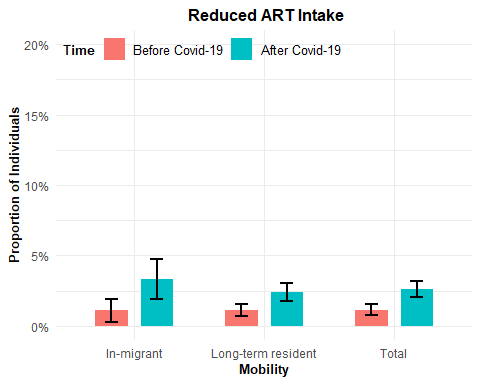 Reduced ART Intake
Time Before Covid-19 After Covid-19
20%
15%
10%
5%
0%
Proportion of Individuals
In-migrant Long-term resident Total
Mobility